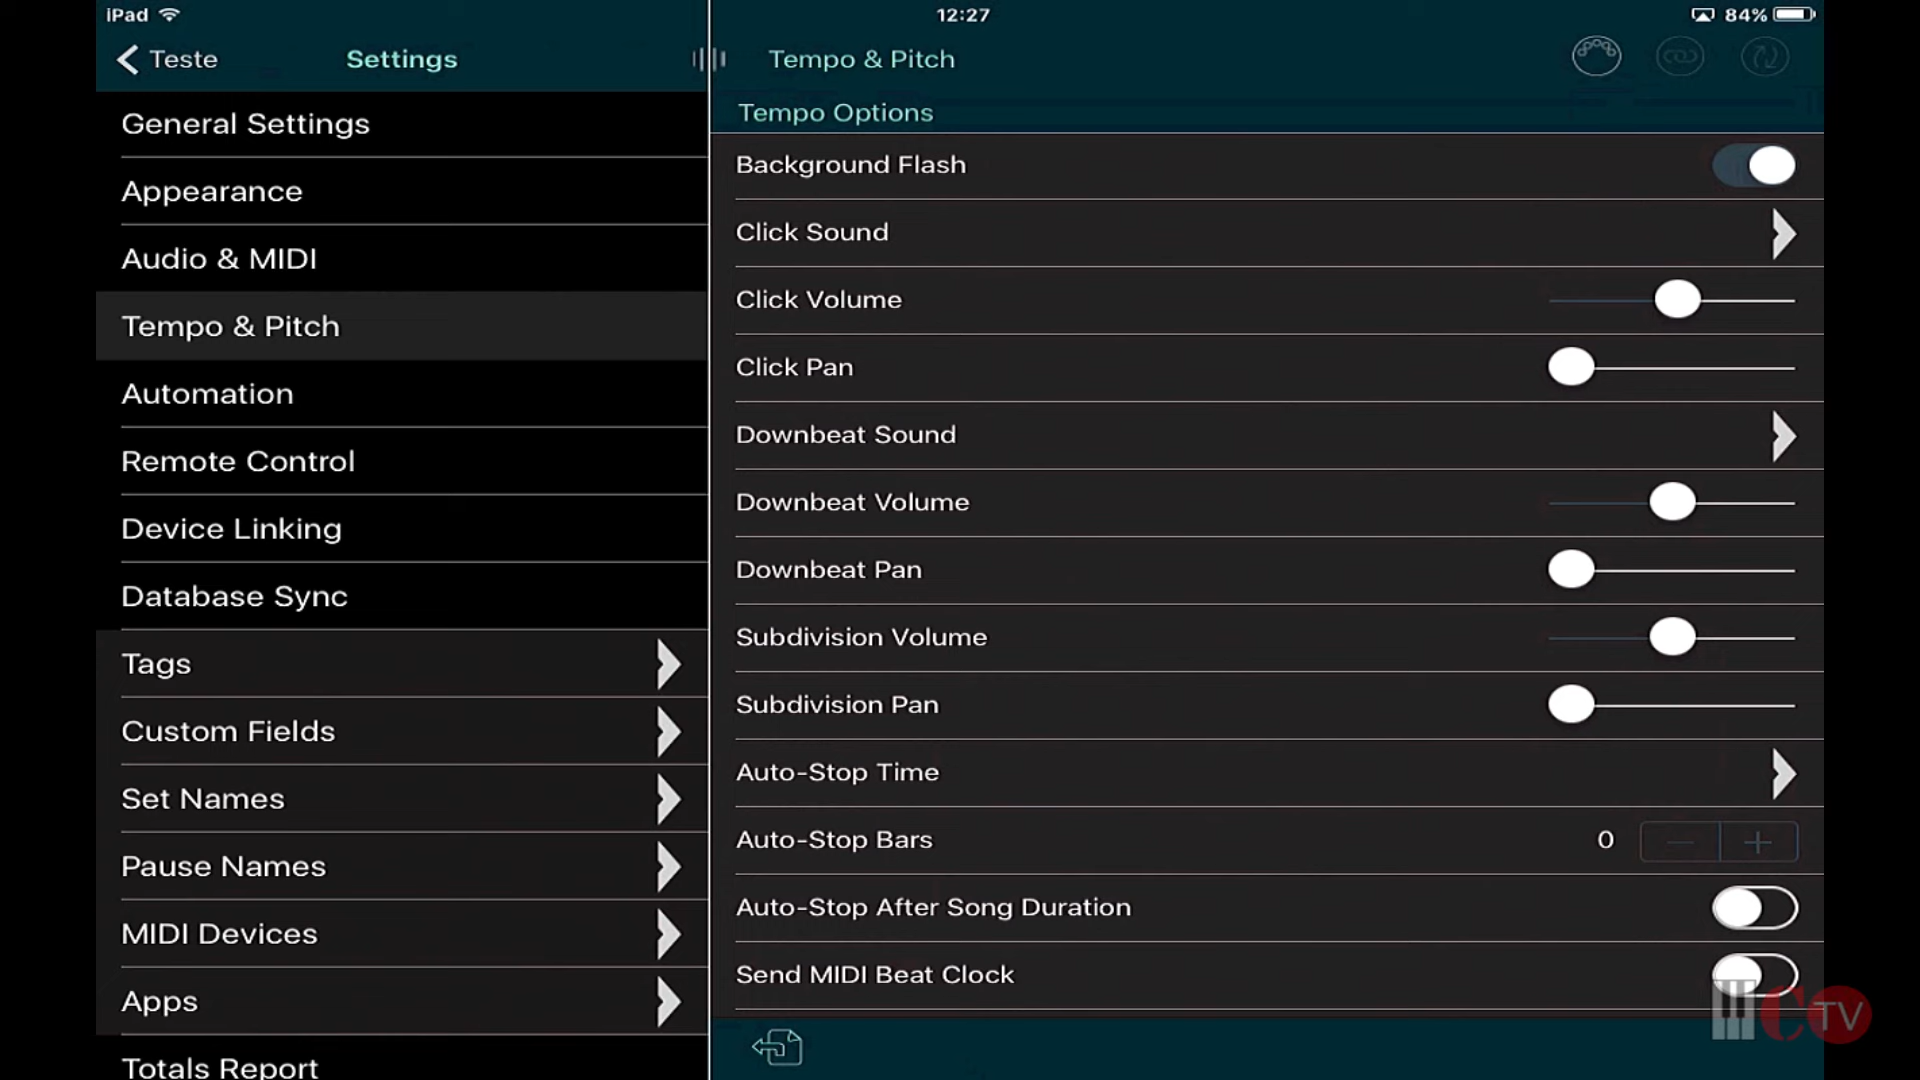 iPad
12:27
84%
Teste
Settings
General Settings
Appearance
Audio & MIDI
Tempo & Pitch
Automation
Remote Control
Device Linking
Database Sync
Tags
Custom Fields
Set Names
Pause Names
MIDI Devices
Apps
Totals Report
Tempo & Pitch
Tempo Options
Background Flash
Click Sound
Click Volume
Click Pan
Downbeat Sound
Downbeat Volume
Downbeat Pan
Subdivision Volume
Subdivision Pan
Auto-Stop Time
Auto-Stop Bars
0
Auto-Stop After Song Duration
Send MIDI Beat Clock
CTV